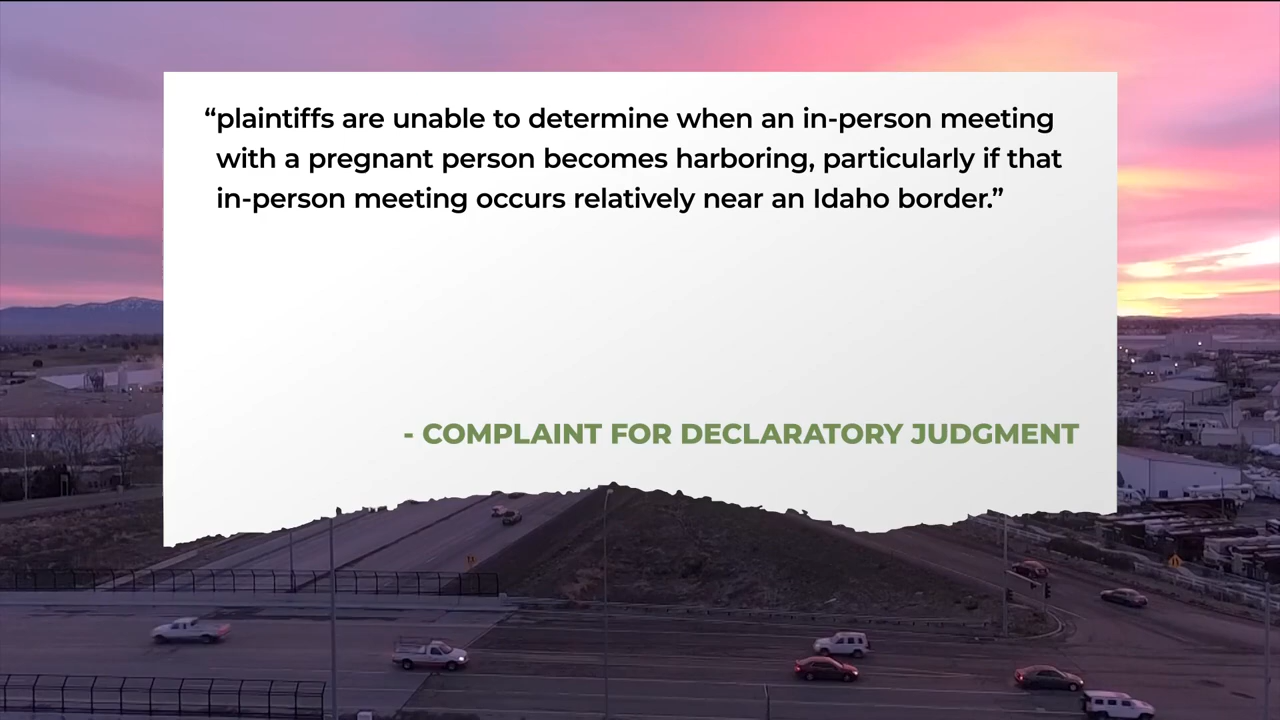 “plaintiffs are unable to determine when an in-person meeting
with a pregnant person becomes harboring, particularly if that
in-person meeting occurs relatively near an Idaho border.”
- COMPLAINT FOR DECLARATORY JUDGMENT